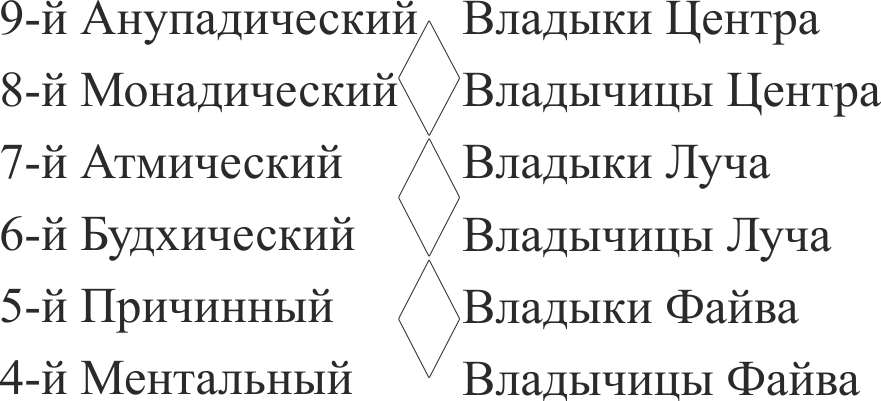 9-й Анупадический Владыки Центра
8-й Монадический Владычицы Центра
7-й Атмический Владыки Луча
6-й Будхический Владычицы Луча
5-й Причинный Владыки Файва
4-й Ментальный Владычицы Файва